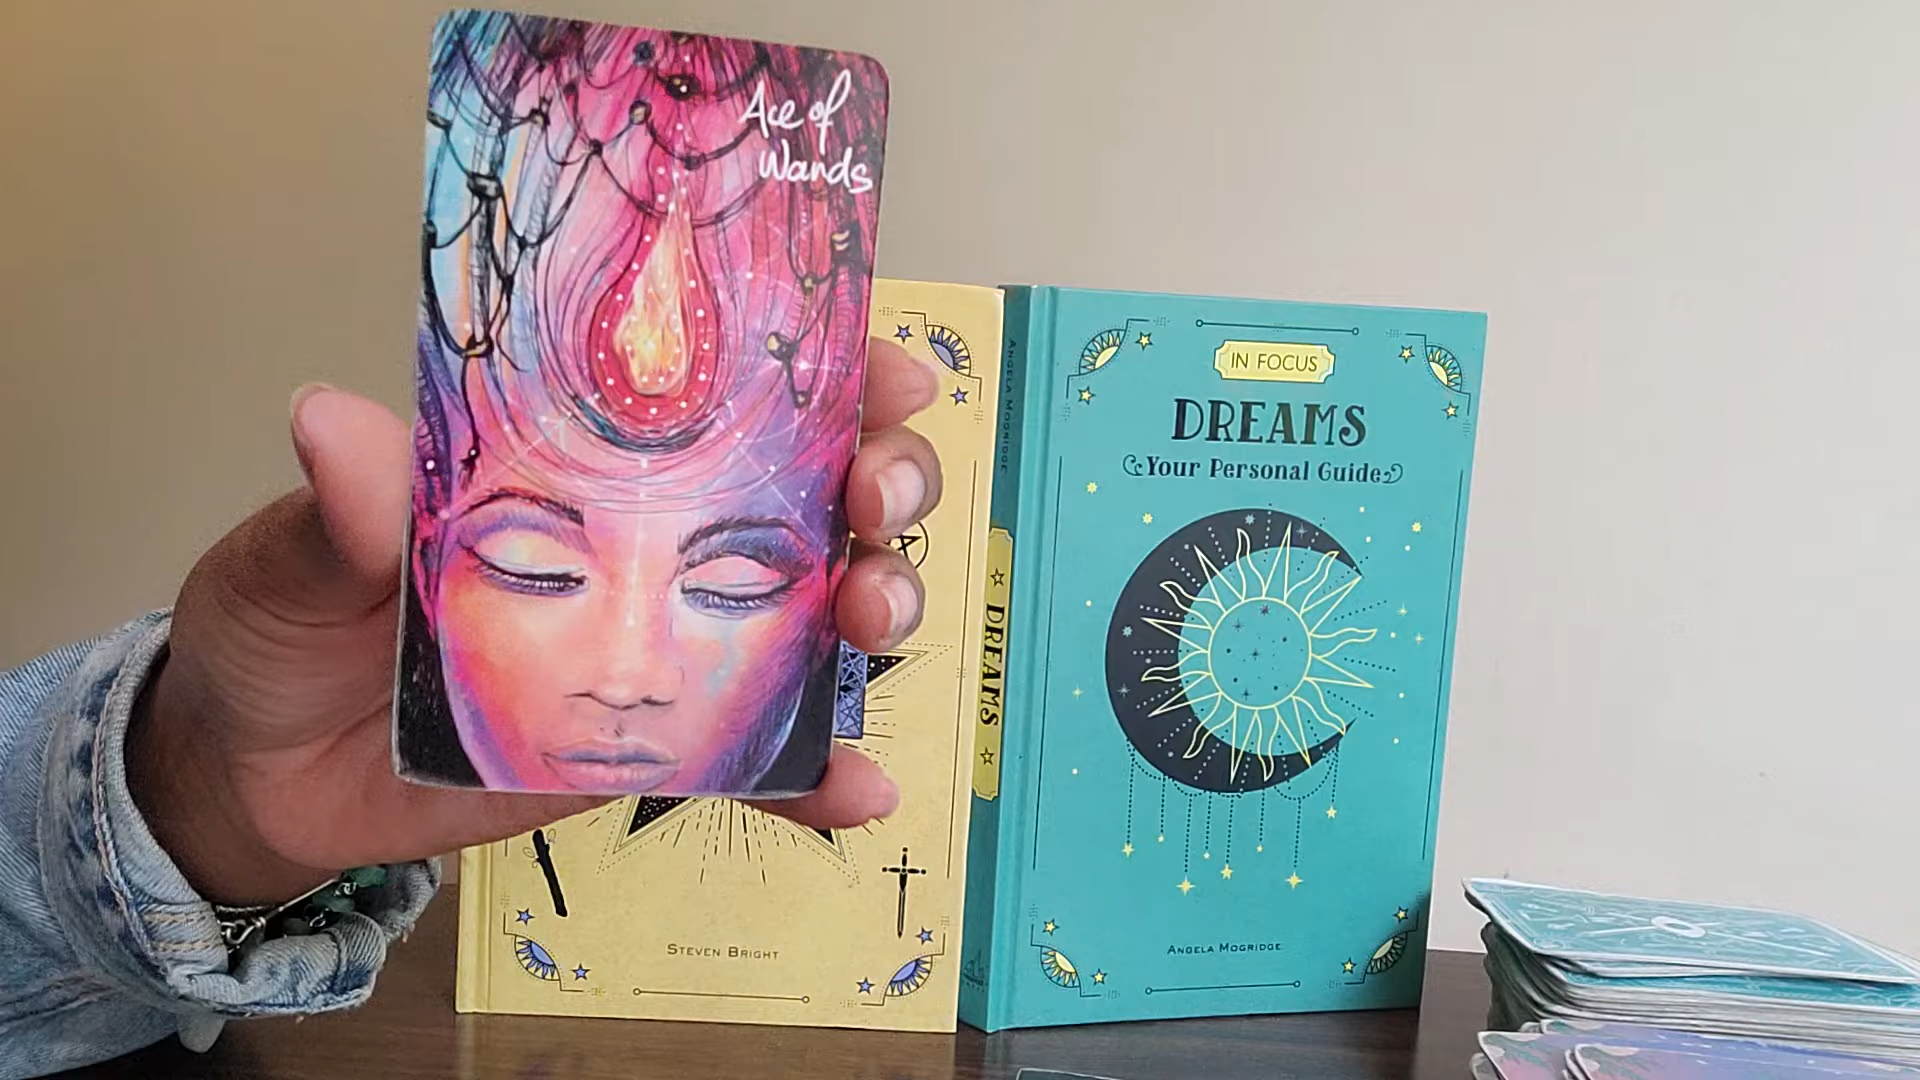 Ace of
Wands
IN FOCUS
DREAMS
Your Personal Guide
ANGELA MOGRIDGE
ANGELA MOGRIDGE
DREAMS
STEVEN BRIGHT